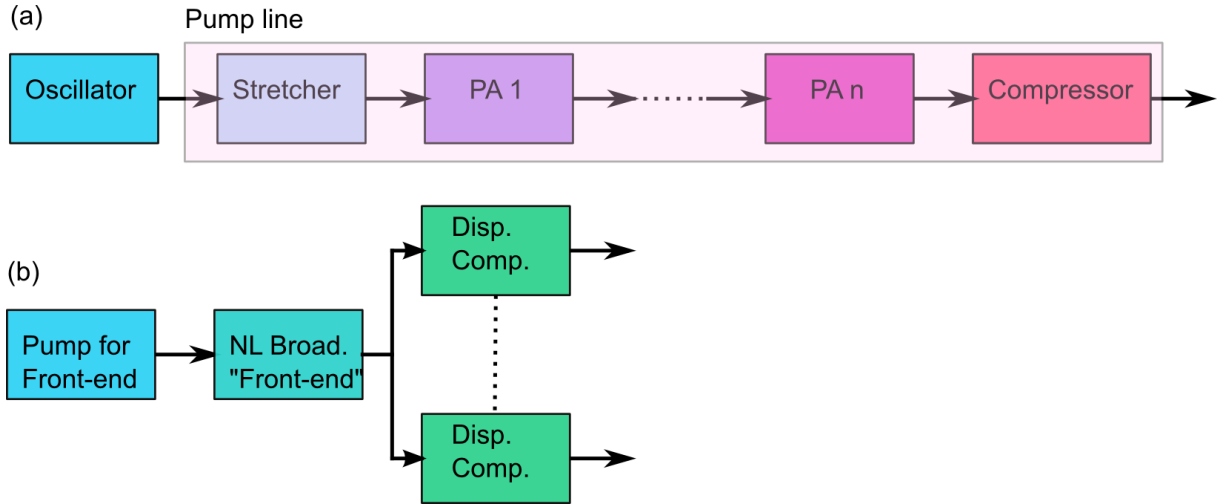 (a)
Pump line
Oscillator
Stretcher
PA 1
PA n
Compressor
(b)
Disp.
Comp.
Pump for
Front-end
NL Broad.
"Front-end"
Disp.
Comp.